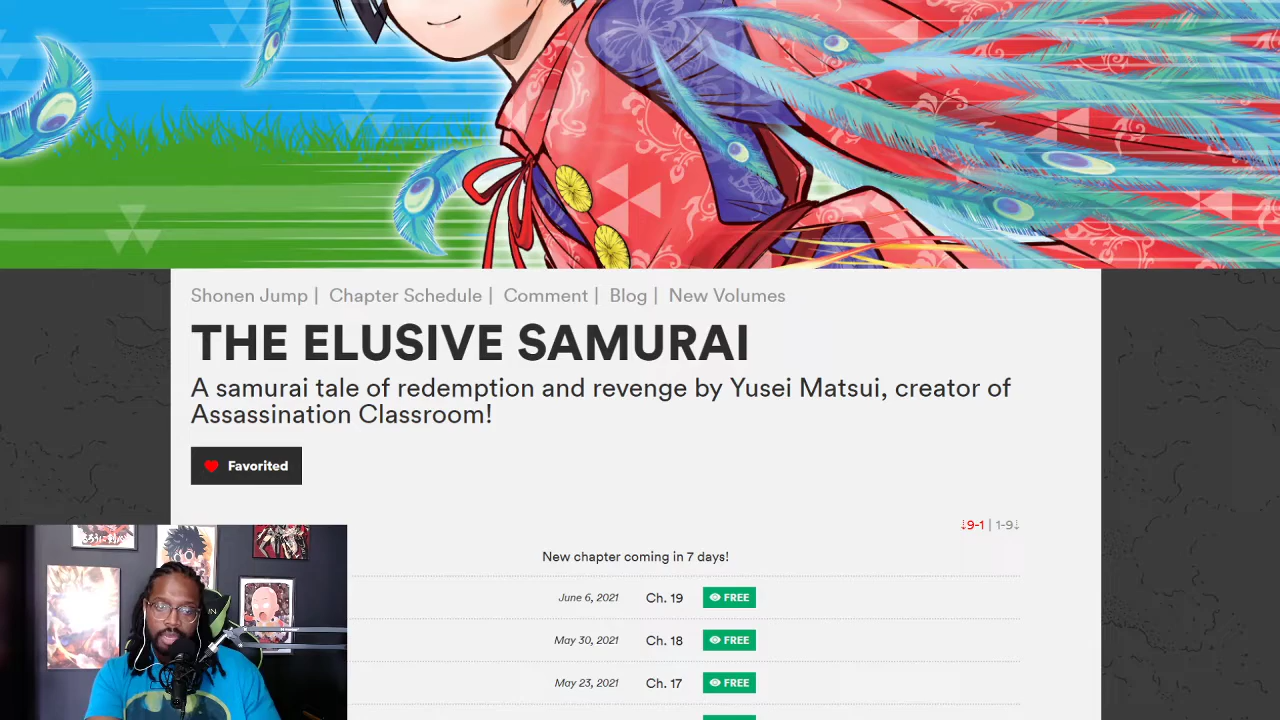 Shonen Jump | Chapter Schedule | Comment | Blog | New Volumes
THE ELUSIVE SAMURAI
A samurai tale of redemption and revenge by Yusei Matsui, creator of
Assassination Classroom!
Favorited
↓9-1 | 1-9↓
New chapter coming in 7 days!
June 6, 2021 Ch. 19 FREE
May 30, 2021 Ch. 18 FREE
May 23, 2021 Ch. 17 FREE